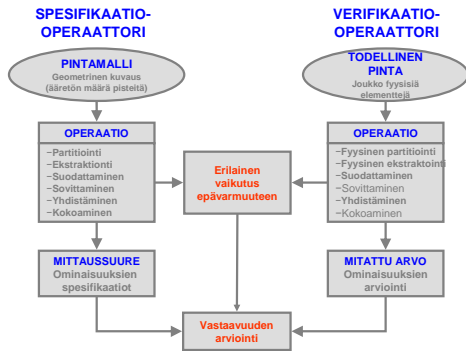 SPESIFIKAATIO-
OPERAATTORI
PINTAMALLI
Geometrinen kuvaus
(ääretön määrä pisteitä)
OPERAATIO
−Partitiointi
−Ekstraktionti
−Suodattaminen
−Sovittaminen
−Yhdistäminen
−Kokoaminen
MITTAUSSUURE
Ominaisuuksien
spesifikaatiot
Erilainen
vaikutus
epävarmuuteen
Vastaavuuden
arviointi
VERIFIKAATIO-
OPERAATTORI
TODELLINEN
PINTA
Joukko fyysisiä
elementtejä
OPERAATIO
−Fyysinen partitiointi
−Fyysinen ekstraktointi
−Suodattaminen
−Sovittaminen
−Yhdistäminen
−Kokoaminen
MITATTU ARVO
Ominaisuuksien
arviointi